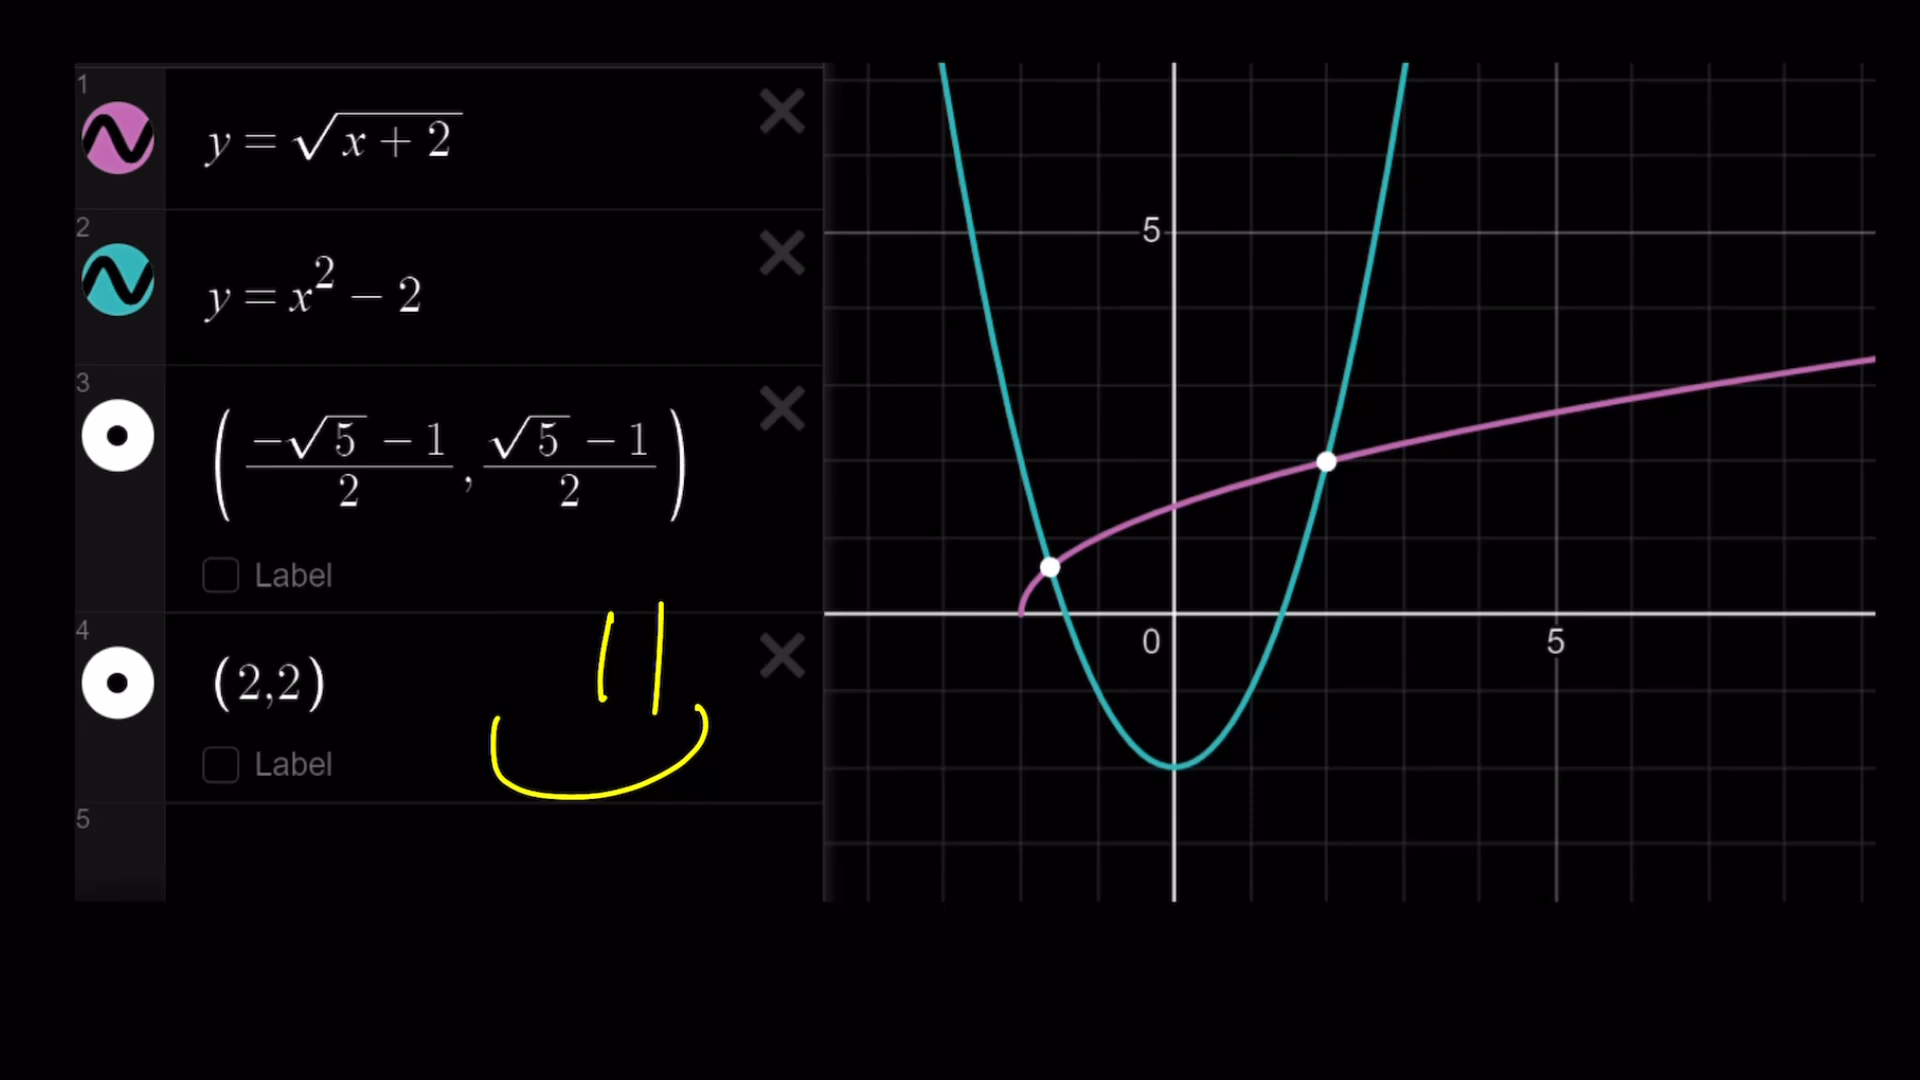 1
y = √(x + 2)
2
y = x² − 2
3
((−√5 − 1)/2, (√5 − 1)/2)
Label
4
(2,2)
Label
5
5
0
5